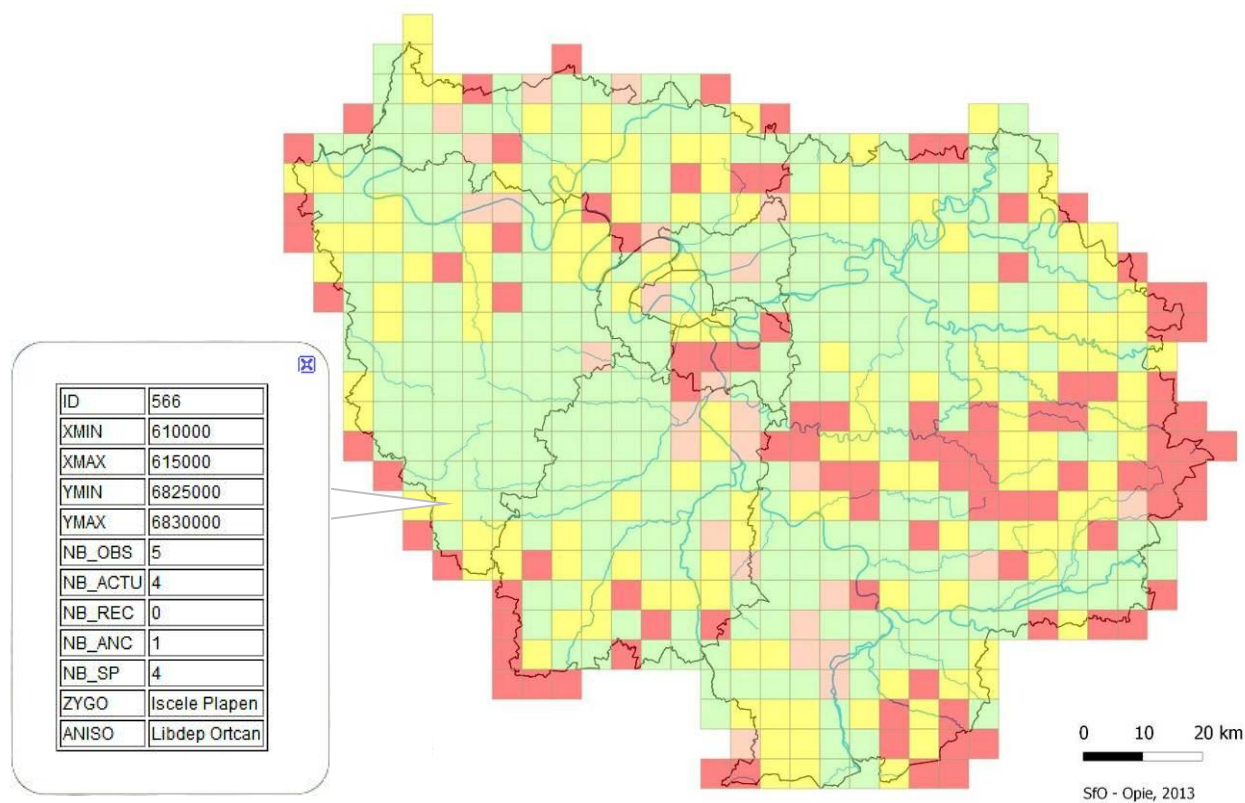 ID 566
XMIN 610000
XMAX 615000
YMIN 6825000
YMAX 6830000
NB_OBS 5
NB_ACTU 4
NB_REC 0
NB_ANC 1
NB_SP 4
ZYGO Iscele Plapen
ANISO Libdep Ortcan
0 10 20 km
SfO - Opie, 2013